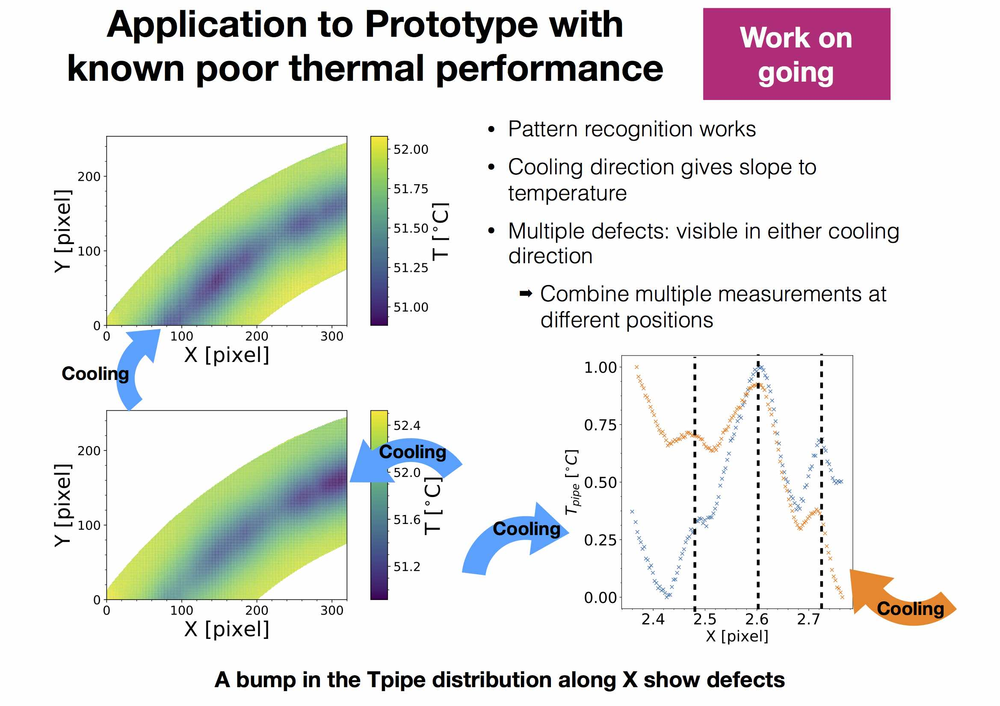 Application to Prototype with
known poor thermal performance
Work on
going
• Pattern recognition works
• Cooling direction gives slope to
temperature
• Multiple defects: visible in either cooling
direction
➡ Combine multiple measurements at
different positions
200
100
0
Y [pixel]
0 100 200 300
X [pixel]
52.00
51.75
51.50
51.25
51.00
T [°C]
Cooling
200
100
0
Y [pixel]
0 100 200 300
X [pixel]
52.4
52.0
51.6
51.2
T [°C]
Cooling
Cooling
1.00
0.75
0.50
0.25
0.00
Tpipe [°C]
2.4 2.5 2.6 2.7
X [pixel]
Cooling
A bump in the Tpipe distribution along X show defects